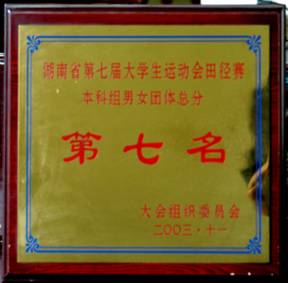 湖南省第七届大学生运动会田径赛
本科组男女团体总分
第七名
大会组织委员会
二〇〇三·十一